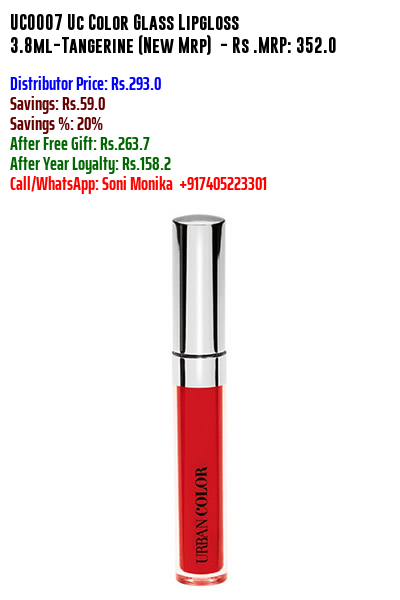 UC0007 Uc Color Glass Lipgloss
3.8ml-Tangerine (New Mrp) - Rs .MRP: 352.0
Distributor Price: Rs.293.0
Savings: Rs.59.0
Savings %: 20%
After Free Gift: Rs.263.7
After Year Loyalty: Rs.158.2
Call/WhatsApp: Soni Monika +917405223301
URBAN COLOR